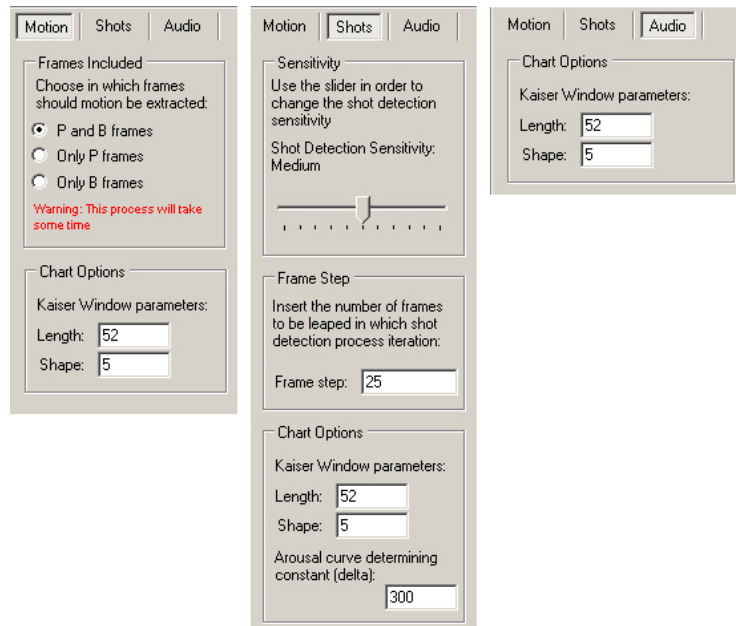 Motion Shots Audio
Frames Included
Choose in which frames
should motion be extracted:
P and B frames
Only P frames
Only B frames
Warning: This process will take
some time
Chart Options
Kaiser Window parameters:
Length: 52
Shape: 5
Motion Shots Audio
Sensitivity
Use the slider in order to
change the shot detection
sensitivity
Shot Detection Sensitivity:
Medium
Frame Step
Insert the number of frames
to be leaped in which shot
detection process iteration:
Frame step: 25
Chart Options
Kaiser Window parameters:
Length: 52
Shape: 5
Arousal curve determining
constant (delta):
300
Motion Shots Audio
Chart Options
Kaiser Window parameters:
Length: 52
Shape: 5